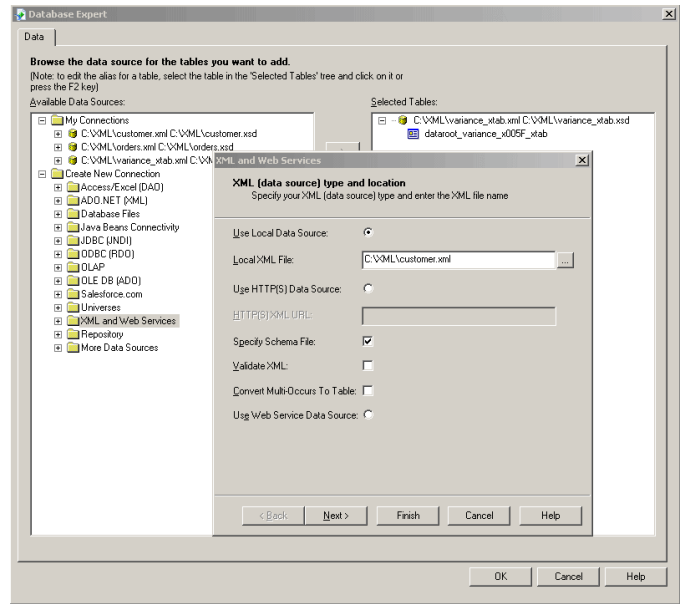 Database Expert
Data
Browse the data source for the tables you want to add.
(Note: to edit the alias for a table, select the table in the 'Selected Tables' tree and click on it or
press the F2 key)
Available Data Sources:
Selected Tables:
My Connections
C:\XML\customer.xml C:\XML\customer.xsd
C:\XML\orders.xml C:\XML\orders.xsd
C:\XML\variance_xtab.xml C:\XM
Create New Connection
Access/Excel (DAO)
ADO.NET (XML)
Database Files
Java Beans Connectivity
JDBC (JNDI)
ODBC (RDO)
OLAP
OLE DB (ADO)
Salesforce.com
Universes
XML and Web Services
Repository
More Data Sources
C:\XML\variance_xtab.xml C:\XML\variance_xtab.xsd
dataroot_variance_x005F_xtab
XML and Web Services
XML (data source) type and location
Specify your XML (data source) type and enter the XML file name
Use Local Data Source:
Local XML File:
C:\XML\customer.xml
...
Use HTTP(S) Data Source:
HTTP(S) XML URL:
Specify Schema File:
Validate XML:
Convert Multi-Occurs To Table:
Use Web Service Data Source:
< Back
Next >
Finish
Cancel
Help
OK
Cancel
Help